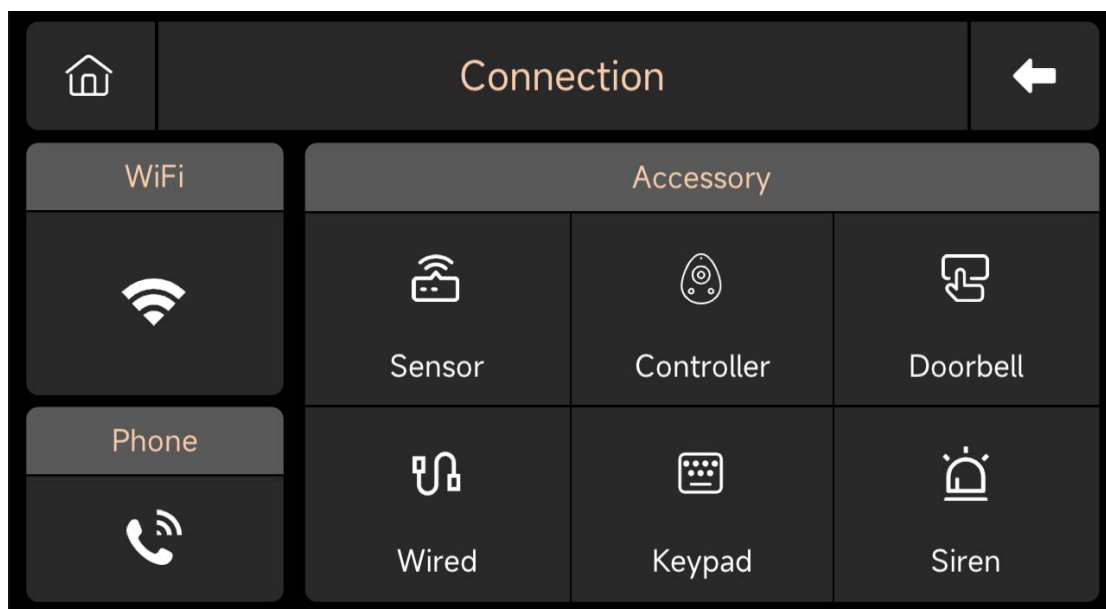 Connection
WiFi
Accessory
Sensor
Controller
Doorbell
Phone
Wired
Keypad
Siren